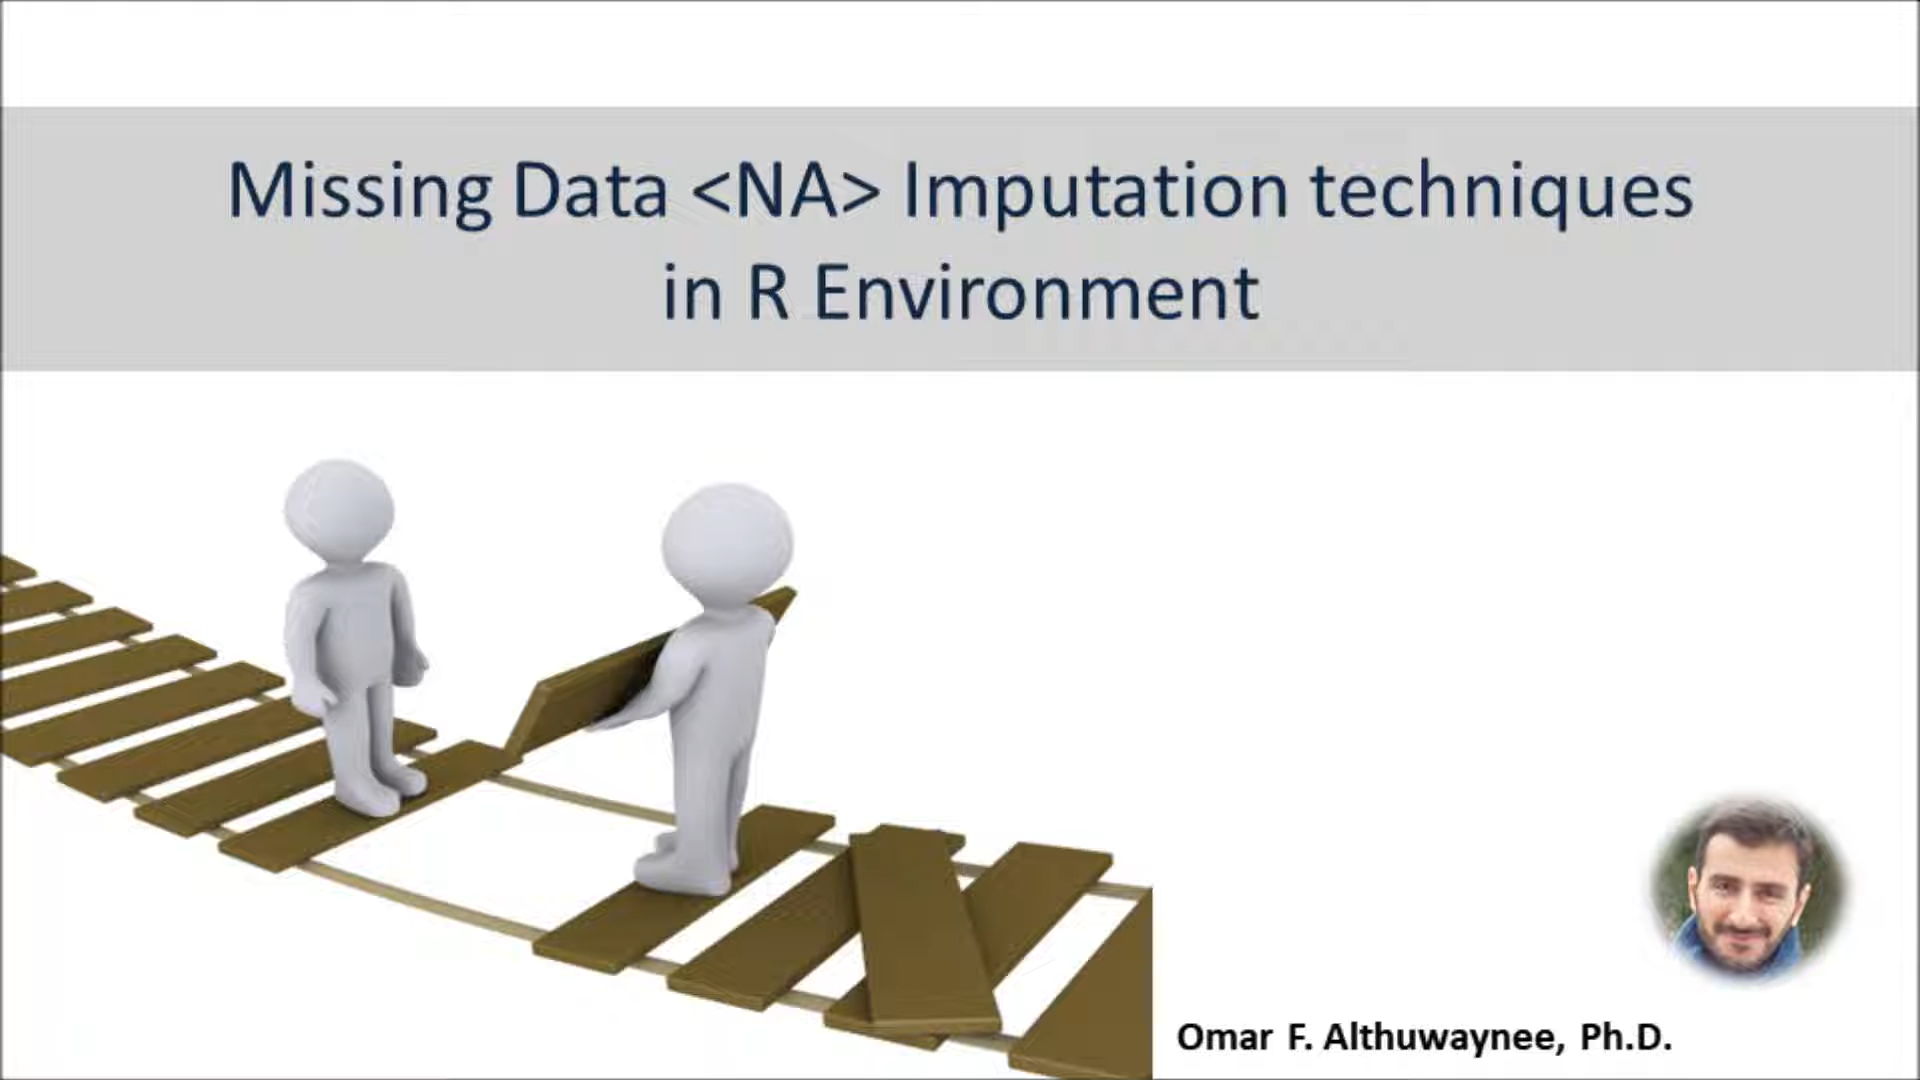 Missing Data <NA> Imputation techniques
in R Environment
Omar F. Althuwaynee, Ph.D.